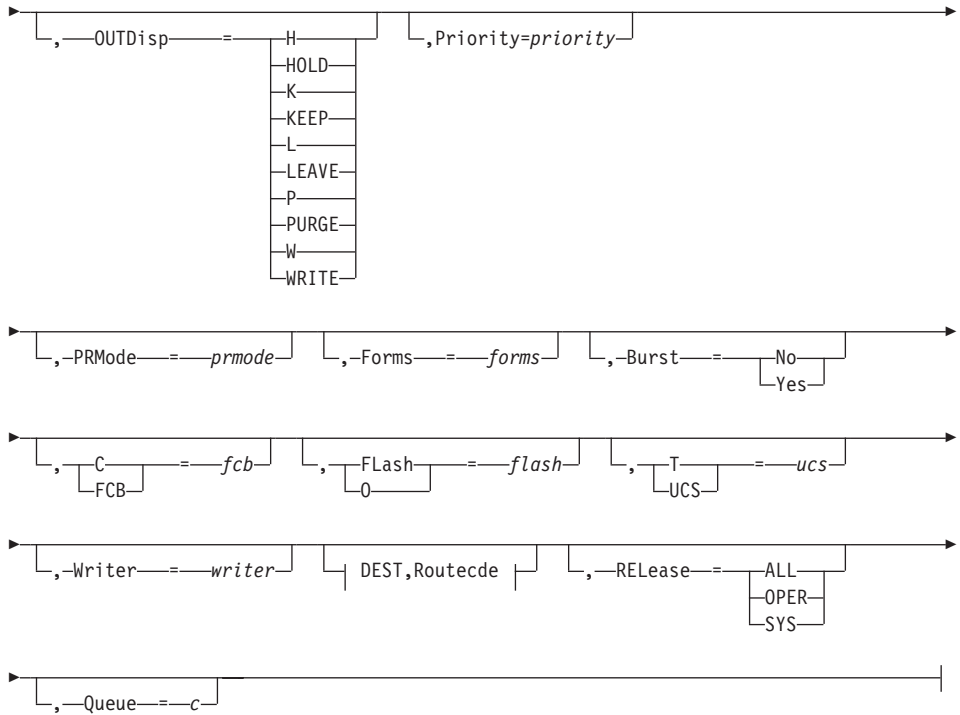 , OUTDisp = H ,Priority=priority
HOLD
K
KEEP
L
LEAVE
P
PURGE
W
WRITE
, PRMode = prmode , Forms = forms , Burst = No
Yes
, C = fcb , FLash = flash , T = ucs
FCB O UCS
, Writer = writer DEST,Routecde , RELease = ALL
OPER
SYS
, Queue = c